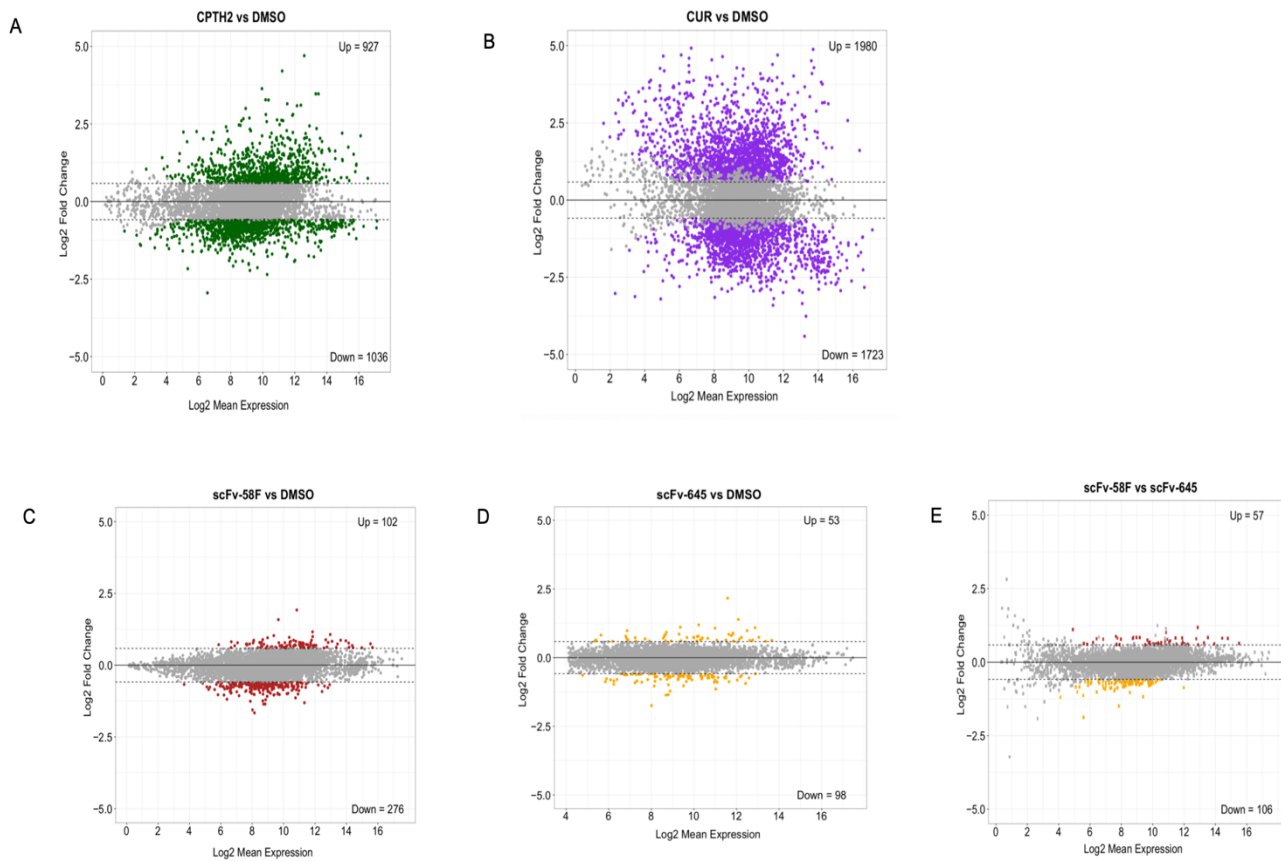 A
CPTH2 vs DMSO
Up = 927
5.0
2.5
0.0
−2.5
−5.0
Log2 Fold Change
Down = 1036
0 2 4 6 8 10 12 14 16
Log2 Mean Expression
B
CUR vs DMSO
Up = 1980
5.0
2.5
0.0
−2.5
−5.0
Log2 Fold Change
Down = 1723
0 2 4 6 8 10 12 14 16
Log2 Mean Expression
C
scFv-58F vs DMSO
Up = 102
5.0
2.5
0.0
−2.5
−5.0
Log2 Fold Change
Down = 276
0 2 4 6 8 10 12 14 16
Log2 Mean Expression
D
scFv-645 vs DMSO
Up = 53
5.0
2.5
0.0
−2.5
−5.0
Log2 Fold Change
Down = 98
4 6 8 10 12 14 16
Log2 Mean Expression
E
scFv-58F vs scFv-645
Up = 57
5.0
2.5
0.0
−2.5
−5.0
Log2 Fold Change
Down = 106
0 2 4 6 8 10 12 14 16
Log2 Mean Expression